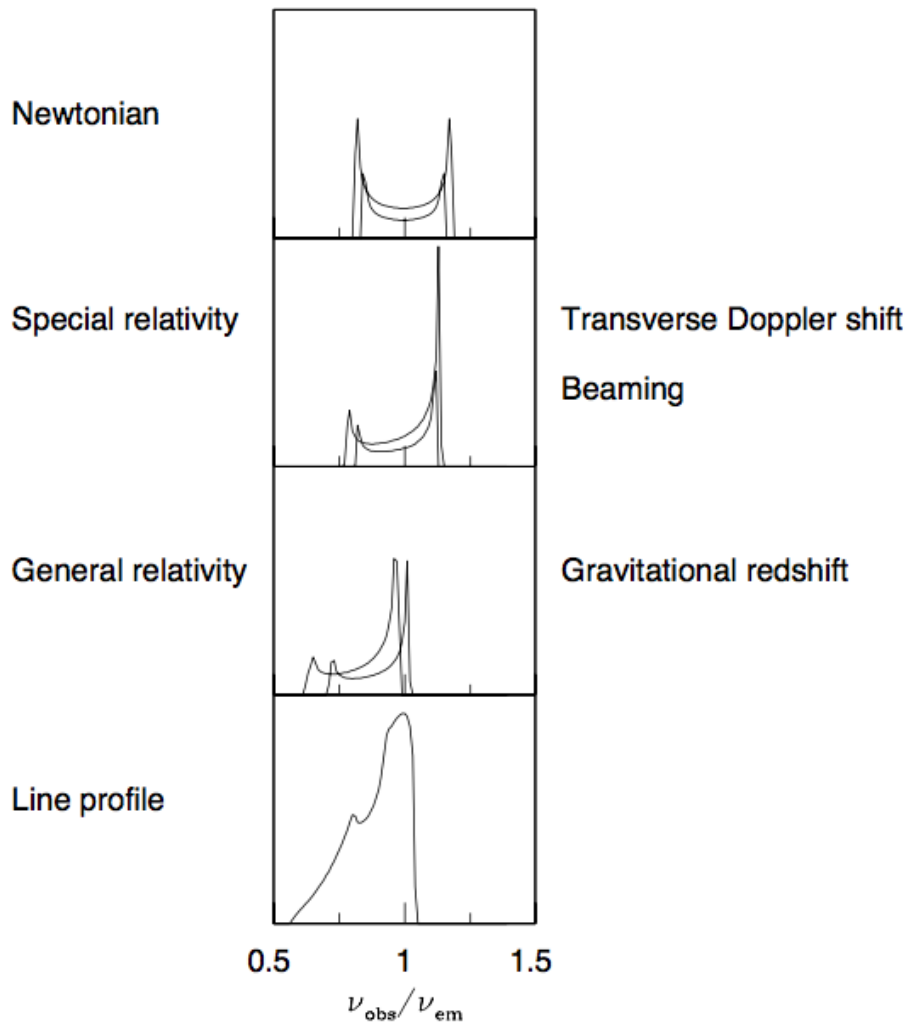 Newtonian
Special relativity
Transverse Doppler shift
Beaming
General relativity
Gravitational redshift
Line profile
0.5 1 1.5
ν_obs/ν_em